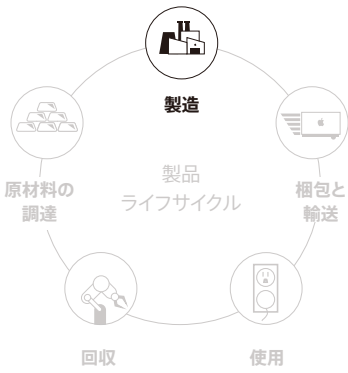 製造
原材料の
調達
製品
ライフサイクル
梱包と
輸送
回収
使用